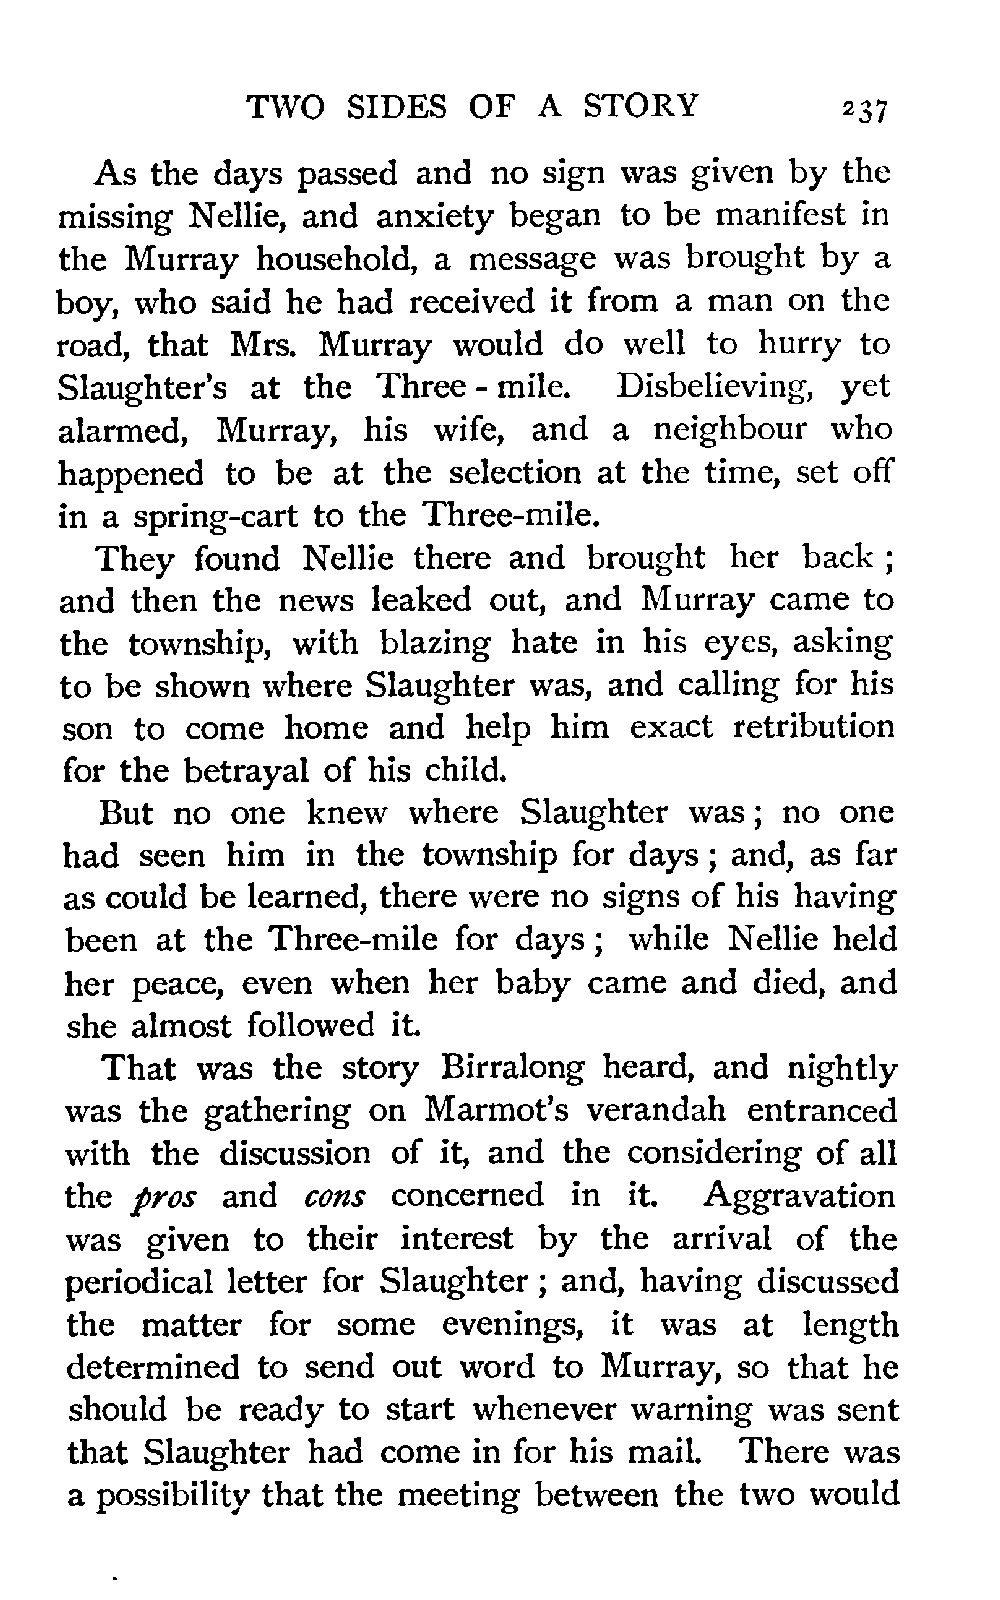 TWO SIDES OF A STORY 237
As the days passed and no sign was given by the
missing Nellie, and anxiety began to be manifest in
the Murray household, a message was brought by a
boy, who said he had received it from a man on the
road, that Mrs. Murray would do well to hurry to
Slaughter's at the Three - mile. Disbelieving, yet
alarmed, Murray, his wife, and a neighbour who
happened to be at the selection at the time, set off
in a spring-cart to the Three-mile.
They found Nellie there and brought her back ;
and then the news leaked out, and Murray came to
the township, with blazing hate in his eyes, asking
to be shown where Slaughter was, and calling for his
son to come home and help him exact retribution
for the betrayal of his child.
But no one knew where Slaughter was ; no one
had seen him in the township for days ; and, as far
as could be learned, there were no signs of his having
been at the Three-mile for days ; while Nellie held
her peace, even when her baby came and died, and
she almost followed it.
That was the story Birralong heard, and nightly
was the gathering on Marmot's verandah entranced
with the discussion of it, and the considering of all
the pros and cons concerned in it. Aggravation
was given to their interest by the arrival of the
periodical letter for Slaughter ; and, having discussed
the matter for some evenings, it was at length
determined to send out word to Murray, so that he
should be ready to start whenever warning was sent
that Slaughter had come in for his mail. There was
a possibility that the meeting between the two would